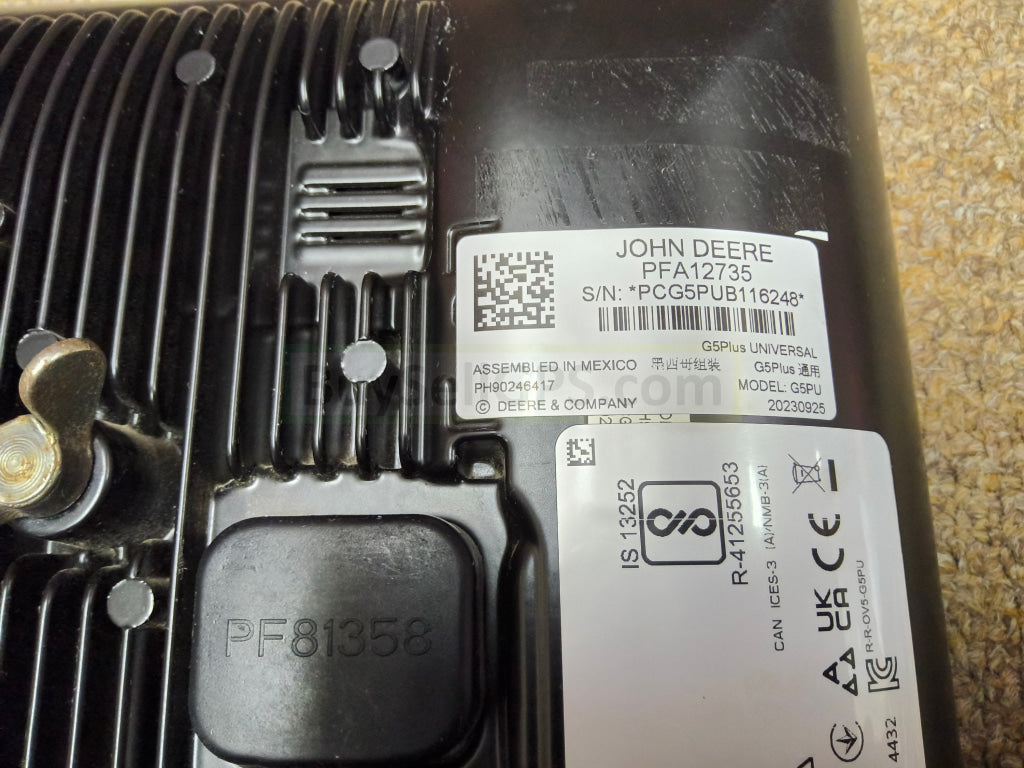 JOHN DEERE
PFA12735
S/N: *PCG5PUB116248*
G5Plus UNIVERSAL
ASSEMBLED IN MEXICO 墨西哥组装
G5Plus 通用
PH90246417
MODEL: G5PU
© DEERE & COMPANY
20230925
BuySellGPS.com
IS 13252
R-41255653
CAN ICES-3 (A)/NMB-3(A)
CE
UK
CA
R-R-OV5-G5PU
4432
PF81358